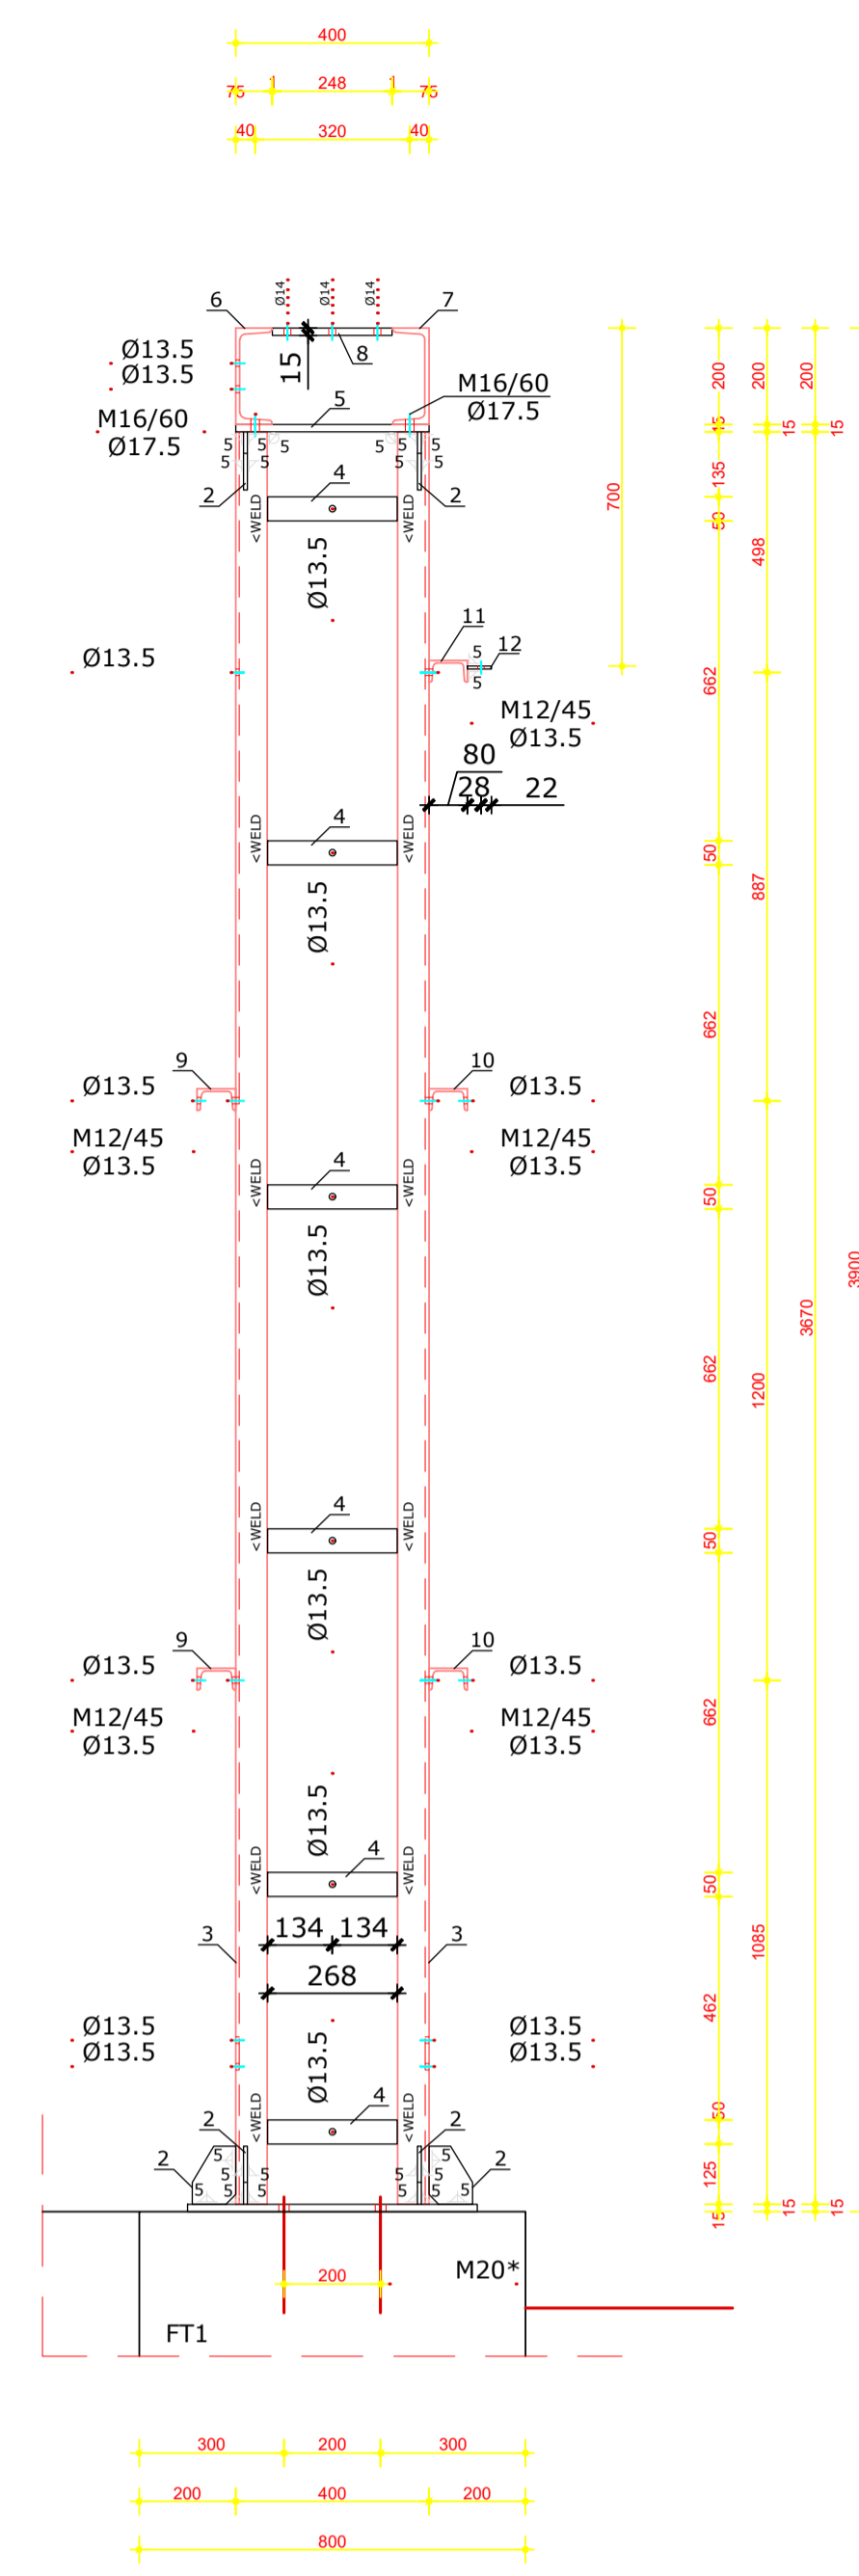 400
75 1 248 1 75
40 320 40
Ø14 Ø14 Ø14
6 7
8
15
Ø13.5
Ø13.5
M16/60
Ø17.5
M16/60
Ø17.5
5
5 5 5 5 5 5
5 5 5 5
4
2 2
<WELD <WELD
Ø13.5
11
12
5
5
Ø13.5
M12/45
Ø13.5
80
28 22
4
<WELD <WELD
Ø13.5
9 10
Ø13.5 Ø13.5
M12/45 M12/45
Ø13.5 Ø13.5
4
<WELD <WELD
Ø13.5
4
<WELD <WELD
Ø13.5
9 10
Ø13.5 Ø13.5
M12/45 M12/45
Ø13.5 Ø13.5
Ø13.5
4
<WELD <WELD
3 3
134 134
268
Ø13.5 Ø13.5
Ø13.5 Ø13.5
Ø13.5
4
<WELD <WELD
2 2
2 2
5 5
5 5 5 5
5 5 5 5
200
M20*
FT1
300 200 300
200 400 200
800
700
200
15
135
50
662
50
662
50
662
50
662
50
462
50
125
15
200
15
498
887
1200
1085
15
200
15
3670
15
3900